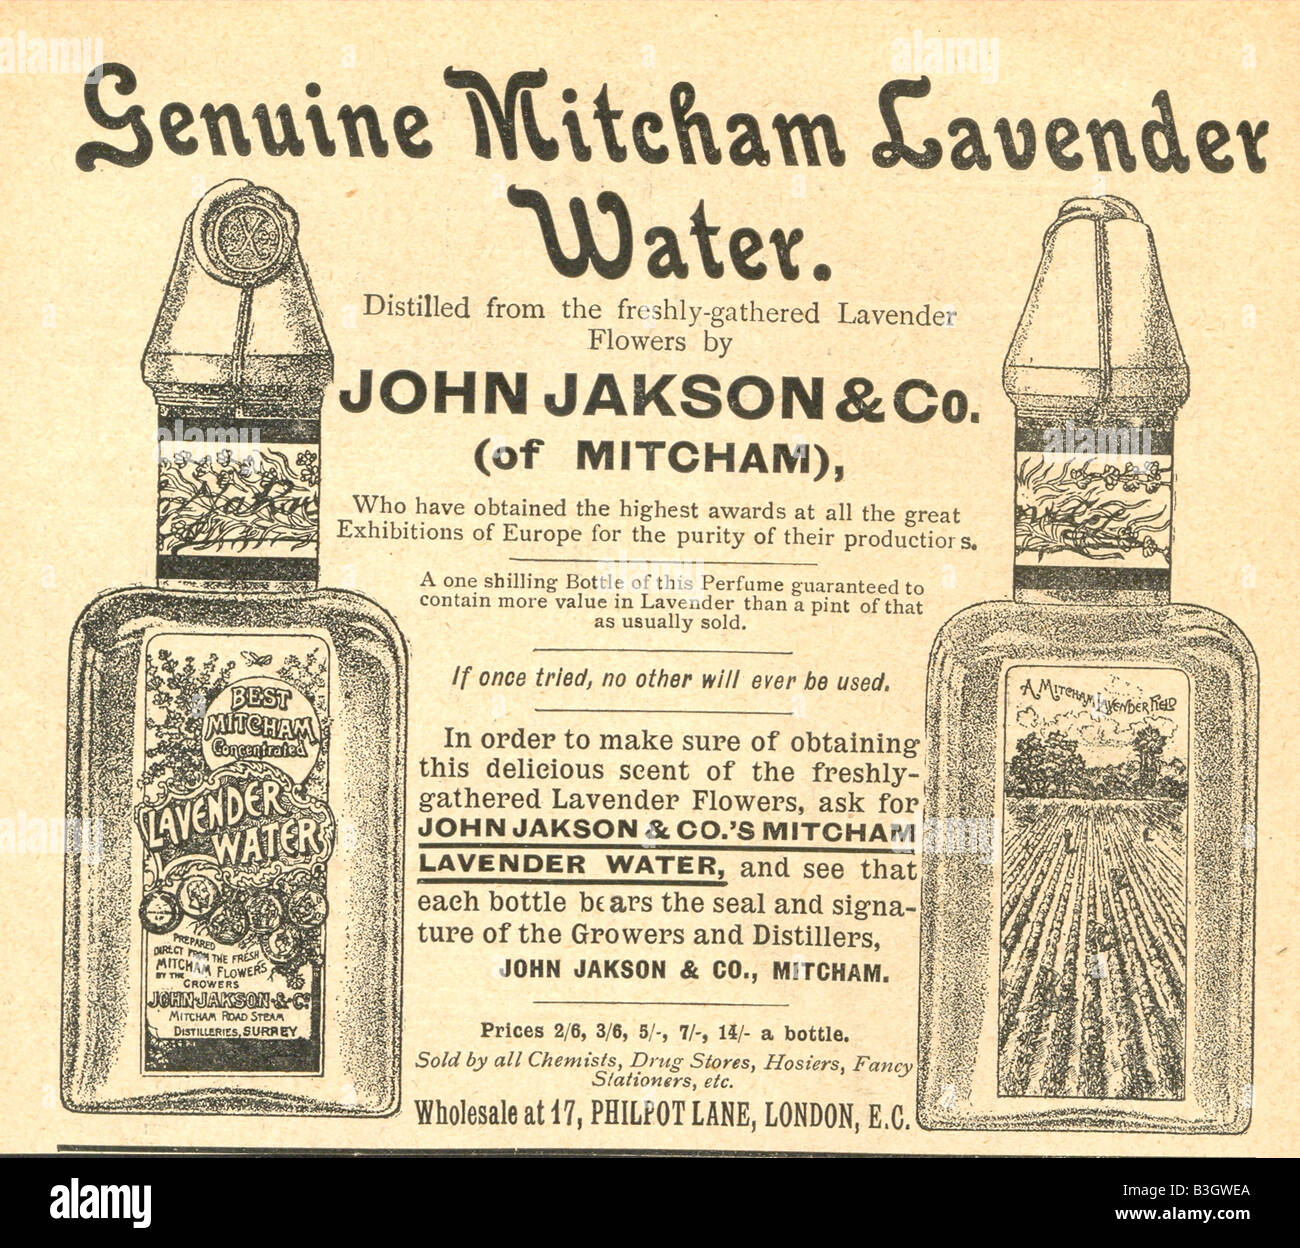 Genuine Mitcham Lavender
Water.
Distilled from the freshly-gathered Lavender
Flowers by
JOHN JAKSON & Co.
(of MITCHAM),
Who have obtained the highest awards at all the great
Exhibitions of Europe for the purity of their productions.
A one shilling Bottle of this Perfume guaranteed to
contain more value in Lavender than a pint of that
as usually sold.
If once tried, no other will ever be used.
In order to make sure of obtaining
this delicious scent of the freshly-
gathered Lavender Flowers, ask for
JOHN JAKSON & CO.'S MITCHAM
LAVENDER WATER, and see that
each bottle bears the seal and signa-
ture of the Growers and Distillers,
JOHN JAKSON & CO., MITCHAM.
Prices 2/6, 3/6, 5/-, 7/-, 14/- a bottle.
Sold by all Chemists, Drug Stores, Hosiers, Fancy
Stationers, etc.
Wholesale at 17, PHILPOT LANE, LONDON, E.C.
BEST
MITCHAM
Concentrated
LAVENDER
WATER
PREPARED
DIRECT FROM THE FRESH
MITCHAM FLOWERS
BY THE
GROWERS
JOHN·JAKSON·&·Co
MITCHAM ROAD STEAM
DISTILLERIES, SURREY
A MITCHAM LAVENDER FIELD
alamy
Image ID: B3GWEA
www.alamy.com